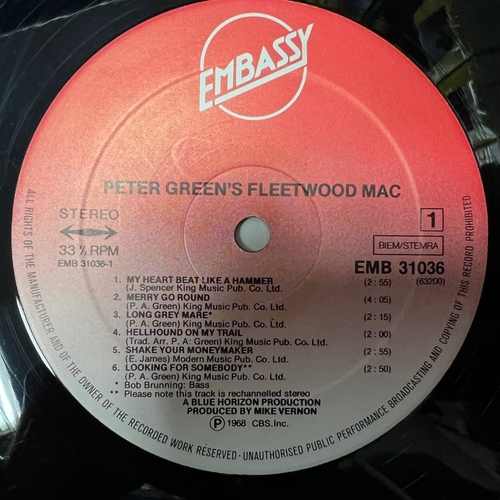 EMBASSY
PETER GREEN'S FLEETWOOD MAC
STEREO
33⅓ RPM
EMB 31036-1
1
BIEM/STEMRA
EMB 31036
(63200)
1. MY HEART BEAT LIKE A HAMMER (2:55)
(J. Spencer King Music Pub. Co. Ltd.
2. MERRY GO ROUND (4:05)
(P. A. Green) King Music Pub. Co. Ltd.
3. LONG GREY MARE* (2:15)
(P. A. Green) King Music Pub. Co. Ltd.
4. HELLHOUND ON MY TRAIL (2:00)
(Trad. Arr. P. A: Green) King Music Pub. Co. Ltd.
5. SHAKE YOUR MONEYMAKER (2:55)
(E. James) Modern Music Pub. Co. Ltd.
6. LOOKING FOR SOMEBODY** (2:50)
(P. A. Green) King Music Pub. Co. Ltd.
* Bob Brunning: Bass
** Please note this track is rechannelled stereo
A BLUE HORIZON PRODUCTION
PRODUCED BY MIKE VERNON
Ⓟ 1968 CBS.Inc.
ALL RIGHTS OF THE MANUFACTURER AND OF THE OWNER OF THE RECORDED WORK RESERVED - UNAUTHORISED PUBLIC PERFORMANCE BROADCASTING AND COPYING OF THIS RECORD PROHIBITED